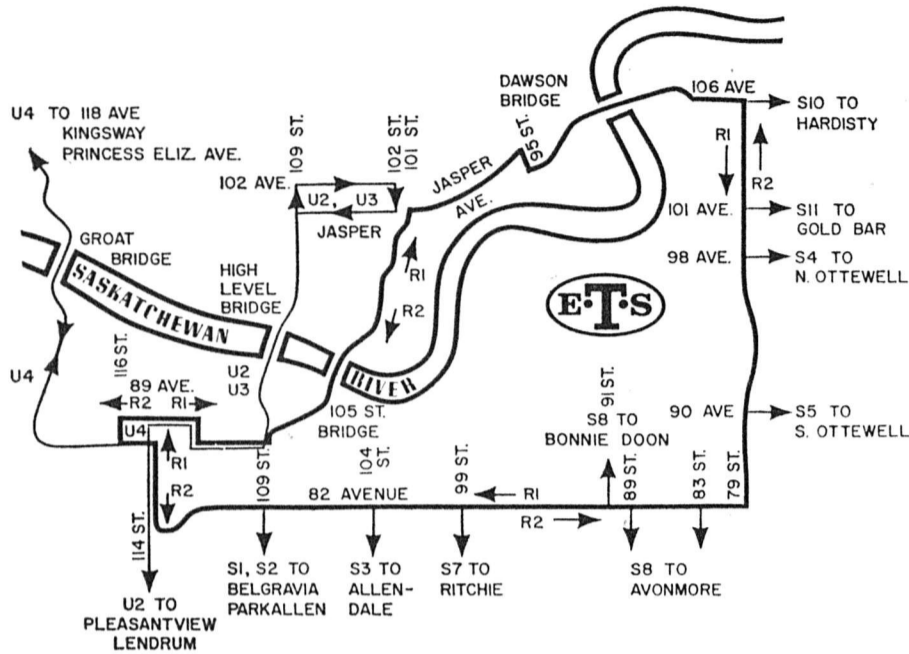 DAWSON
BRIDGE
106 AVE
S10 TO
HARDISTY
U4 TO 118 AVE
KINGSWAY
PRINCESS ELIZ. AVE.
109 ST.
102 ST.
101 ST.
95 ST.
R1
R2
102 AVE.
U2, U3
JASPER
JASPER
AVE.
101 AVE.
S11 TO
GOLD BAR
98 AVE.
S4 TO
N. OTTEWELL
GROAT
BRIDGE
HIGH
LEVEL
BRIDGE
R1
R2
E·T·S
SASKATCHEWAN
RIVER
U4
116 ST.
U2
U3
89 AVE.
R2 R1
U4
105 ST.
BRIDGE
91 ST.
S8 TO
BONNIE DOON
90 AVE
S5 TO
S. OTTEWELL
R1
R2
109 ST.
104
ST.
99 ST.
89 ST.
83 ST.
79 ST.
82 AVENUE
R1
R2
114 ST.
S1, S2 TO
BELGRAVIA
PARKALLEN
S3 TO
ALLEN-
DALE
S7 TO
RITCHIE
S8 TO
AVONMORE
U2 TO
PLEASANTVIEW
LENDRUM